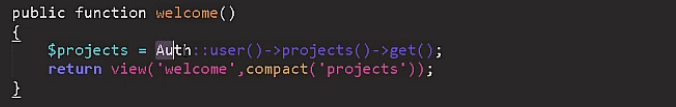 public function welcome()
{
    $projects = Auth::user()->projects()->get();
    return view('welcome',compact('projects'));
}